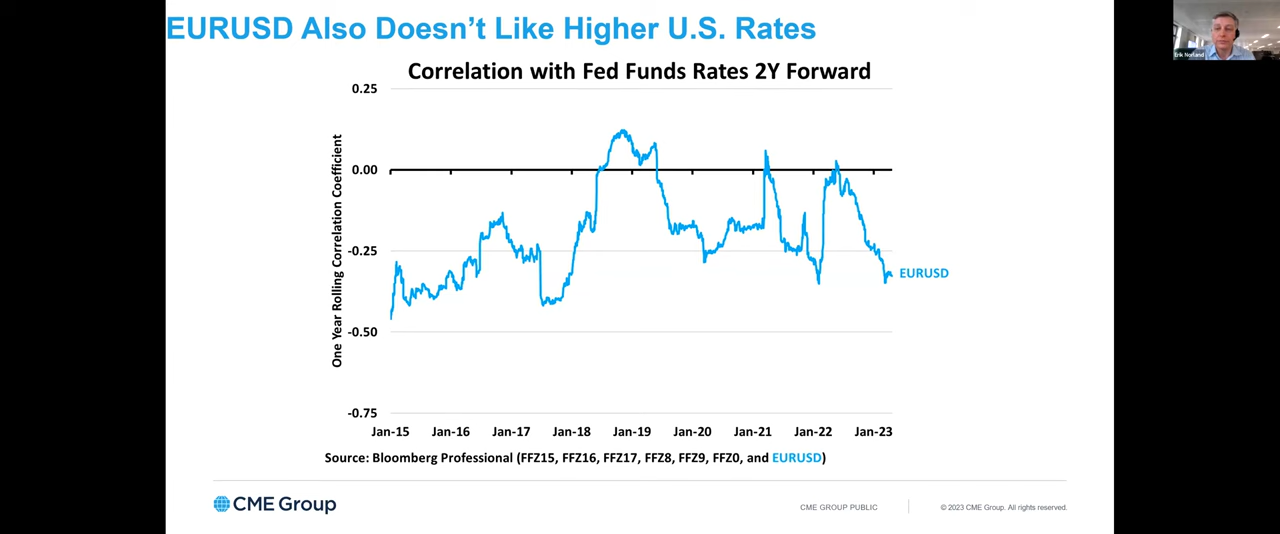 EURUSD Also Doesn't Like Higher U.S. Rates
Erik Norland
Correlation with Fed Funds Rates 2Y Forward
One Year Rolling Correlation Coefficient
0.25
0.00
-0.25
-0.50
-0.75
EURUSD
Jan-15 Jan-16 Jan-17 Jan-18 Jan-19 Jan-20 Jan-21 Jan-22 Jan-23
Source: Bloomberg Professional (FFZ15, FFZ16, FFZ17, FFZ8, FFZ9, FFZ0, and EURUSD)
CME Group
CME GROUP PUBLIC
© 2023 CME Group. All rights reserved.